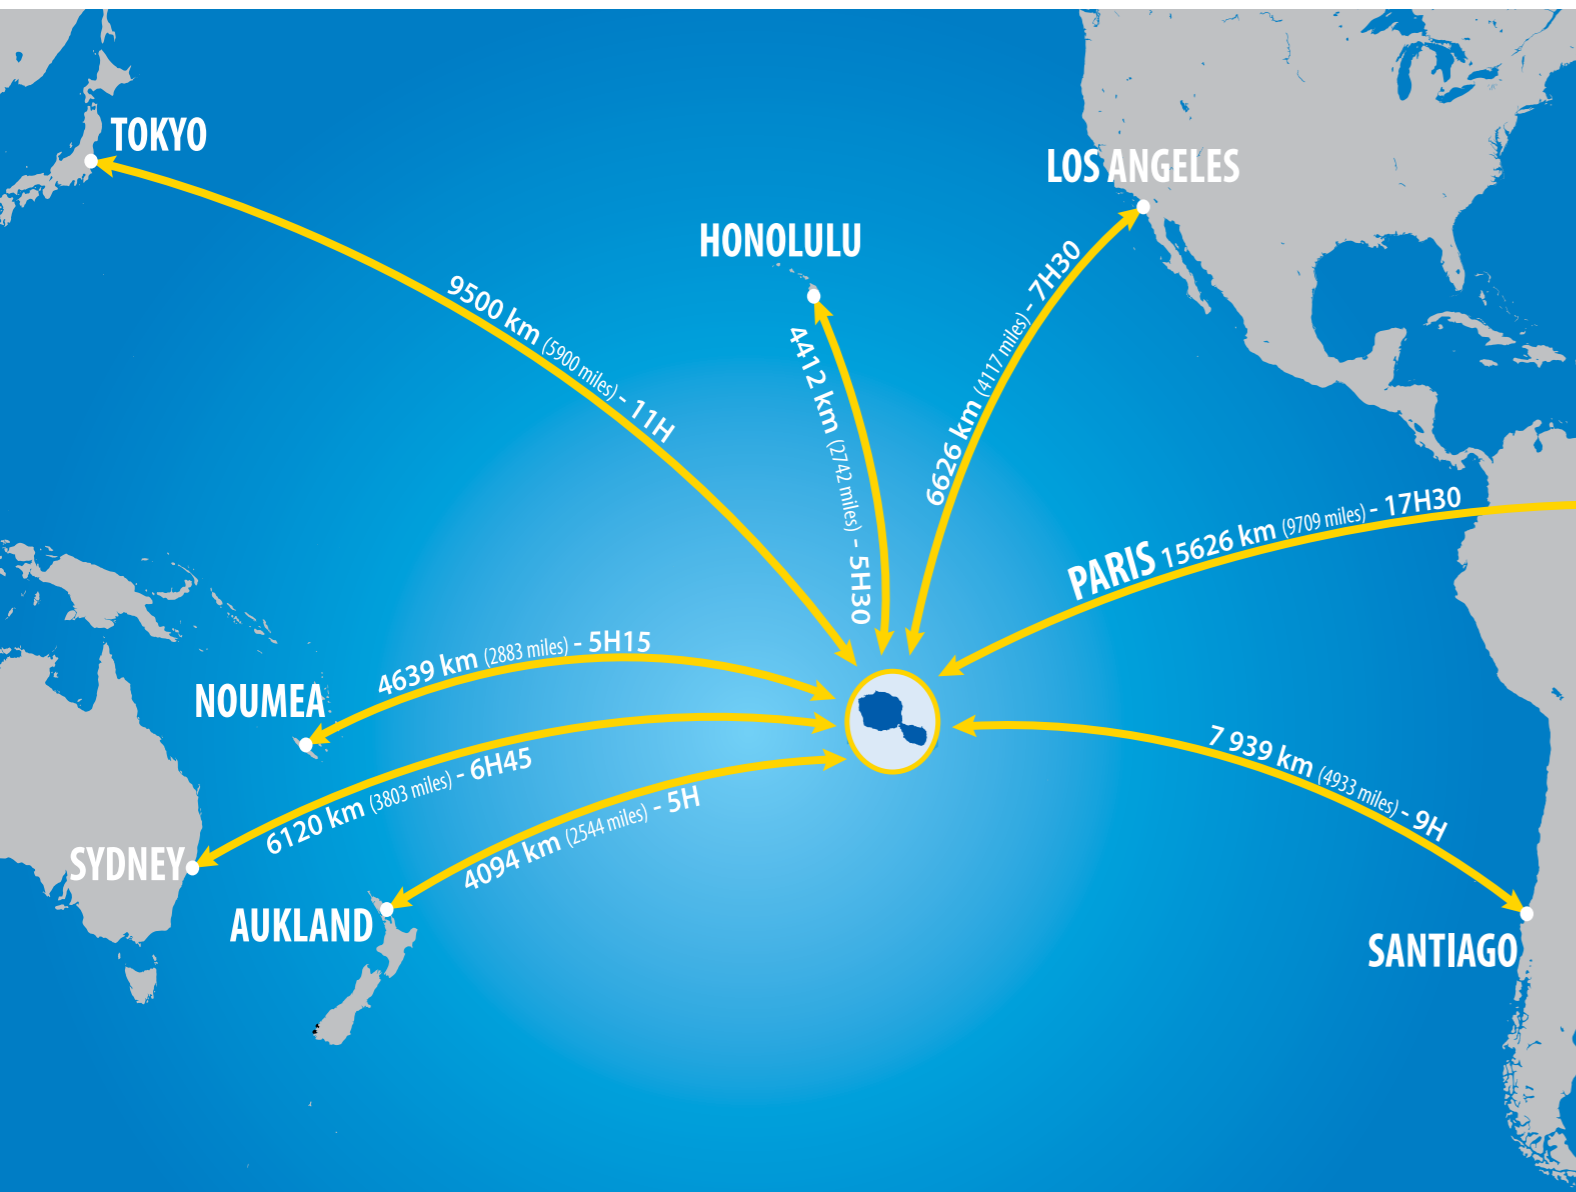 TOKYO
LOS ANGELES
HONOLULU
9500 km (5900 miles) - 11H
4412 km (2742 miles) - 5H30
6626 km (4117 miles) - 7H30
PARIS 15626 km (9709 miles) - 17H30
4639 km (2883 miles) - 5H15
NOUMEA
6120 km (3803 miles) - 6H45
SYDNEY
4094 km (2544 miles) - 5H
AUKLAND
7 939 km (4933 miles) - 9H
SANTIAGO